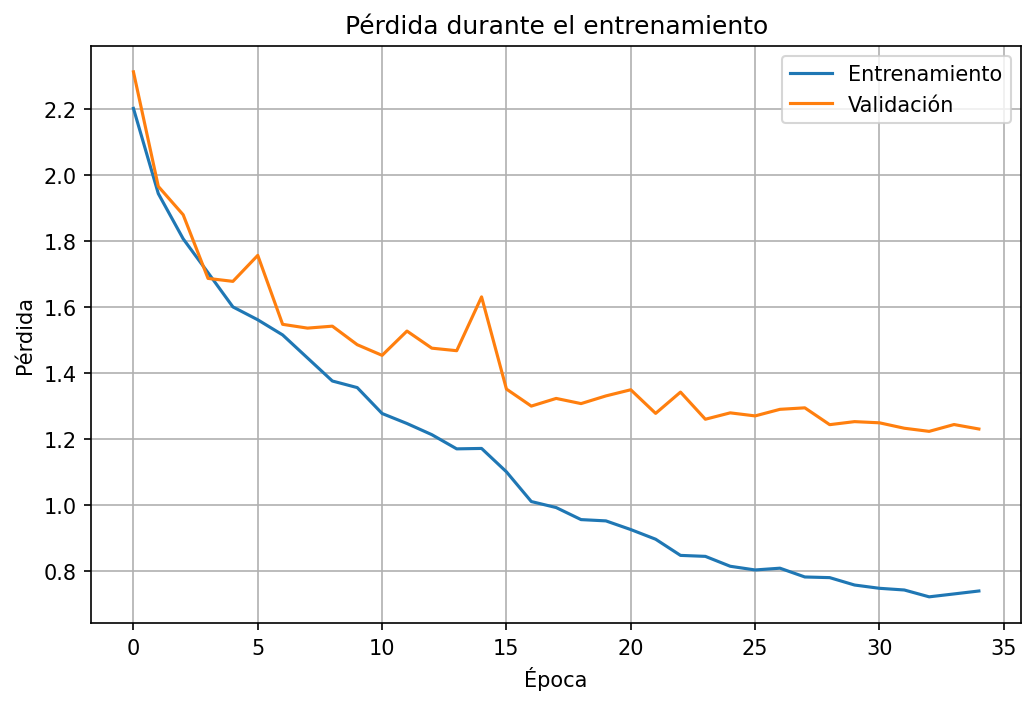 Pérdida durante el entrenamiento
Entrenamiento
Validación
2.2
2.0
1.8
1.6
1.4
1.2
1.0
0.8
Pérdida
0 5 10 15 20 25 30 35
Época